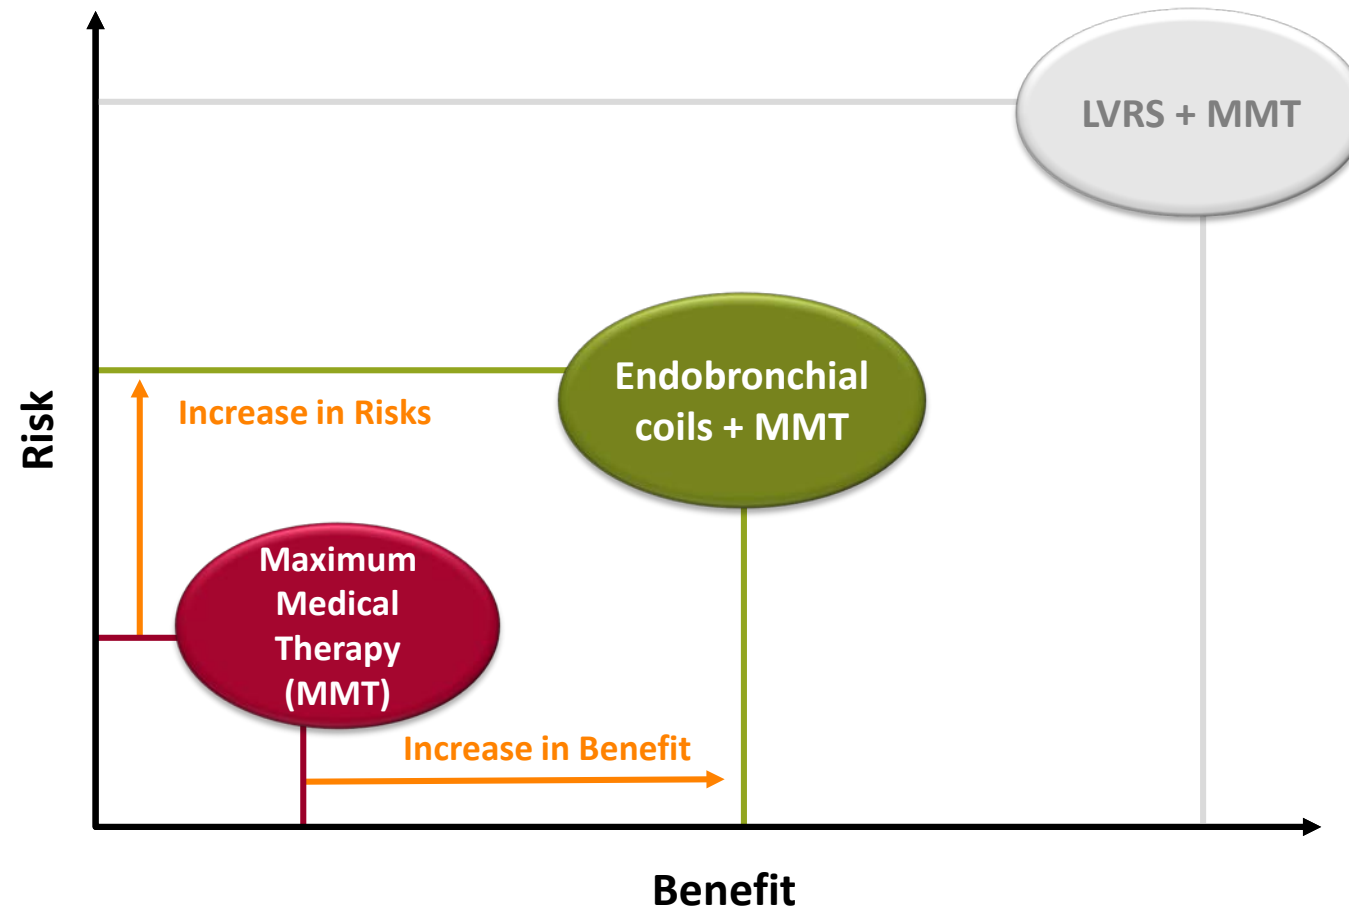 LVRS + MMT
Endobronchial
coils + MMT
Increase in Risks
Risk
Maximum
Medical
Therapy
(MMT)
Increase in Benefit
Benefit